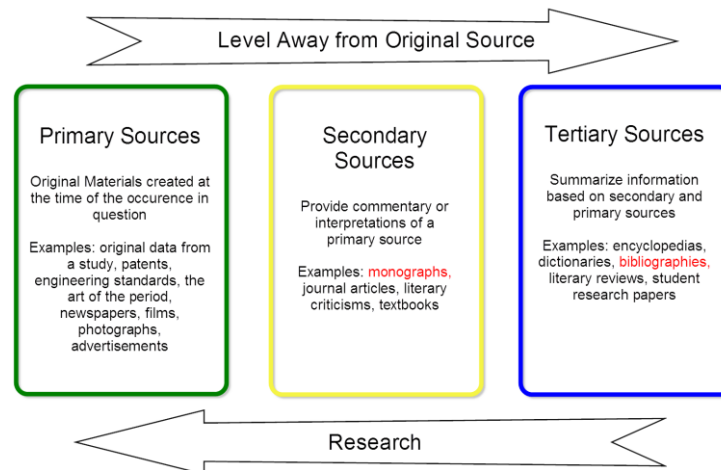 Level Away from Original Source
Primary Sources
Original Materials created at
the time of the occurence in
question
Examples: original data from
a study, patents,
engineering standards, the
art of the period,
newspapers, films,
photographs,
advertisements
Secondary
Sources
Provide commentary or
interpretations of a
primary source
Examples: monographs,
journal articles, literary
criticisms, textbooks
Tertiary Sources
Summarize information
based on secondary and
primary sources
Examples: encyclopedias,
dictionaries, bibliographies,
literary reviews, student
research papers
Research